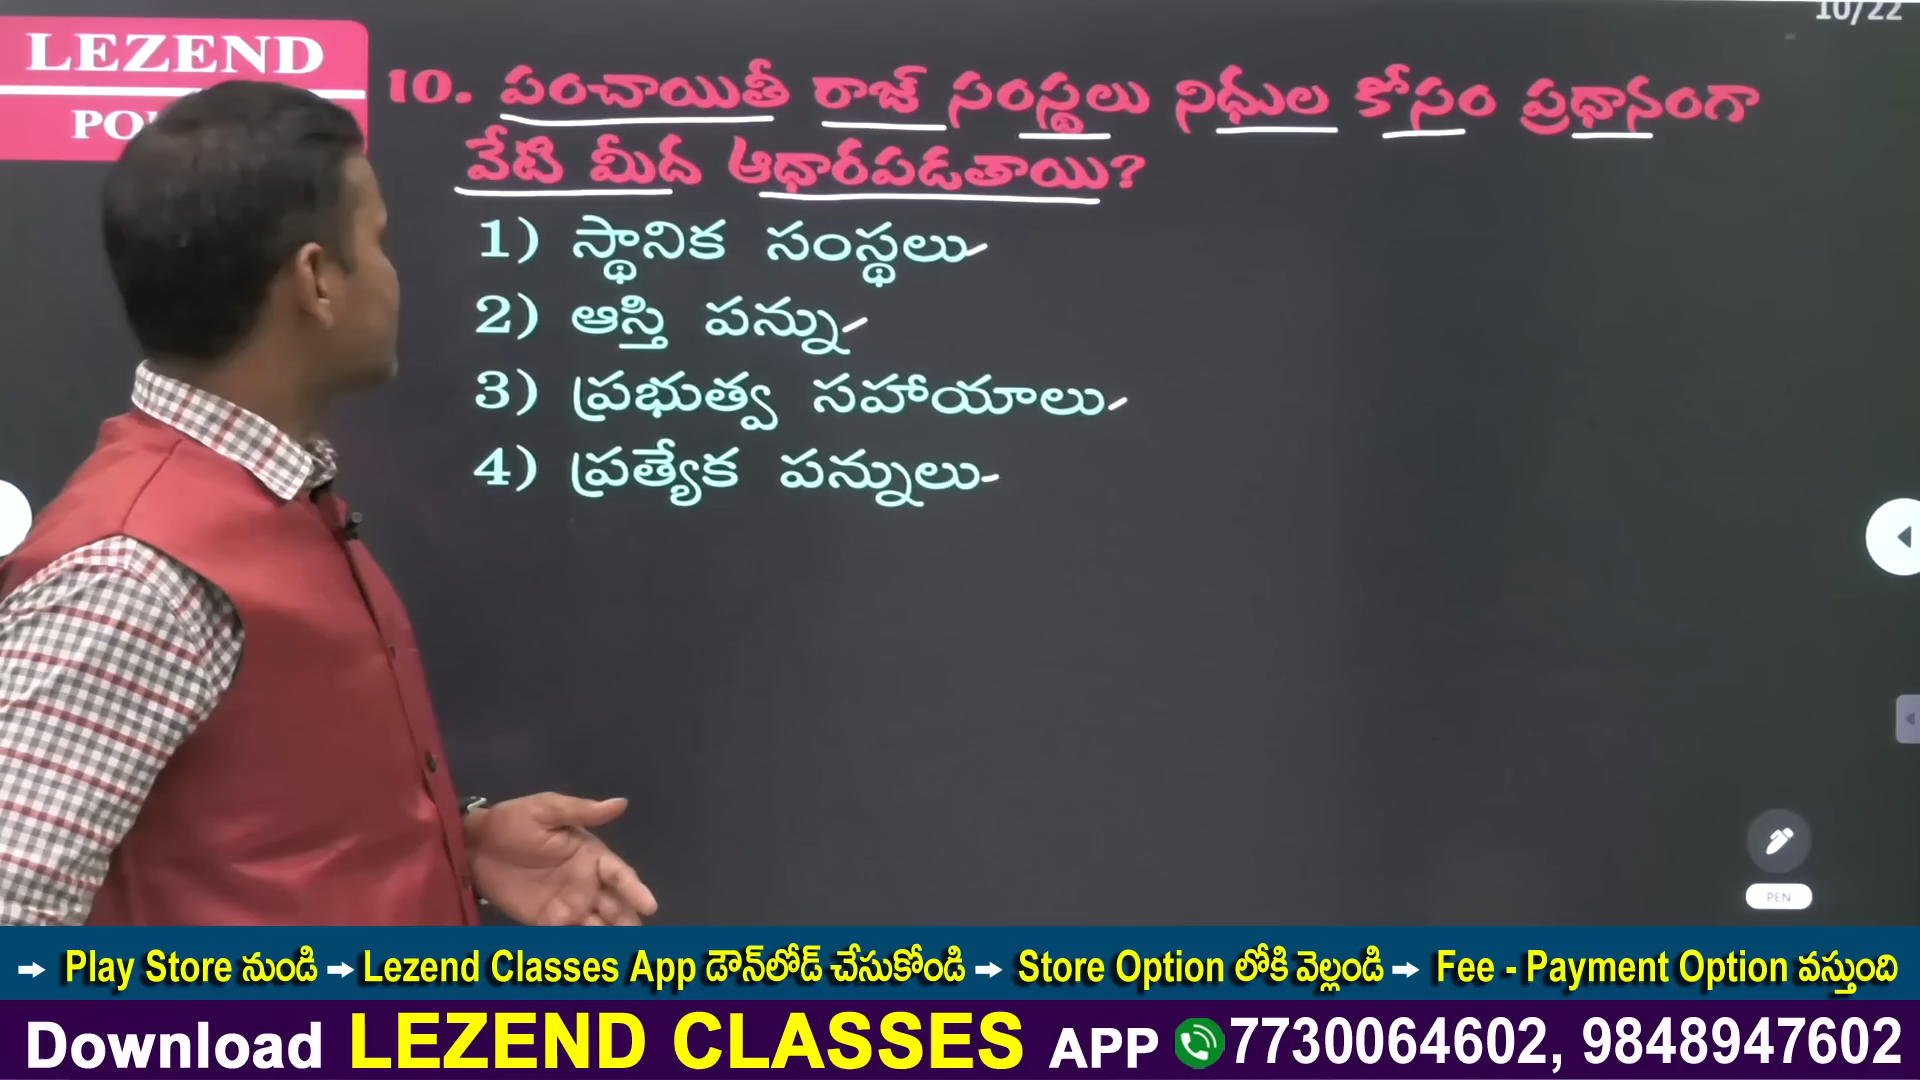 10/22
LEZEND
10. పంచాయితీ రాజ్ సంస్థలు నిధుల కోసం ప్రధానంగా
వేటి మీద ఆధారపడతాయి?
1) స్థానిక సంస్థలు
2) ఆస్తి పన్ను
3) ప్రభుత్వ సహాయాలు
4) ప్రత్యేక పన్నులు
PEN
→ Play Store నుండి → Lezend Classes App డౌన్‌లోడ్ చేసుకోండి → Store Option లోకి వెళ్లండి → Fee - Payment Option వస్తుంది
Download LEZEND CLASSES APP 7730064602, 9848947602